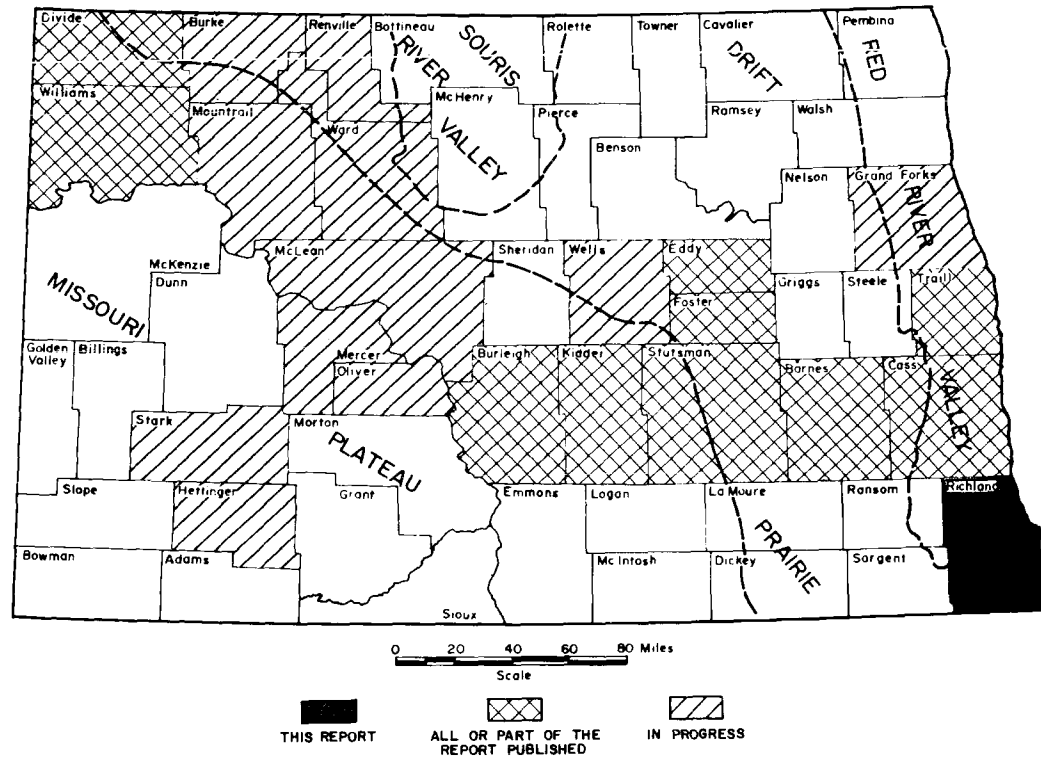 Divide
Burke
Renville
Bottineau
Rolette
Towner
Cavalier
Pembina
SOURIS
RIVER
VALLEY
DRIFT
PRAIRIE
RED
RIVER
VALLEY
Williams
Mountrail
Ward
McHenry
Pierce
Benson
Ramsey
Walsh
Nelson
Grand Forks
McKenzie
Dunn
McLean
Sheridan
Wells
Eddy
Foster
Griggs
Steele
Traill
MISSOURI
PLATEAU
Golden
Valley
Billings
Mercer
Oliver
Burleigh
Kidder
Stutsman
Barnes
Cass
Stark
Morton
Slope
Hettinger
Grant
Emmons
Logan
La Moure
Ransom
Richland
Bowman
Adams
Sioux
McIntosh
Dickey
Sargent
0 20 40 60 80 Miles
Scale
THIS REPORT
ALL OR PART OF THE
REPORT PUBLISHED
IN PROGRESS